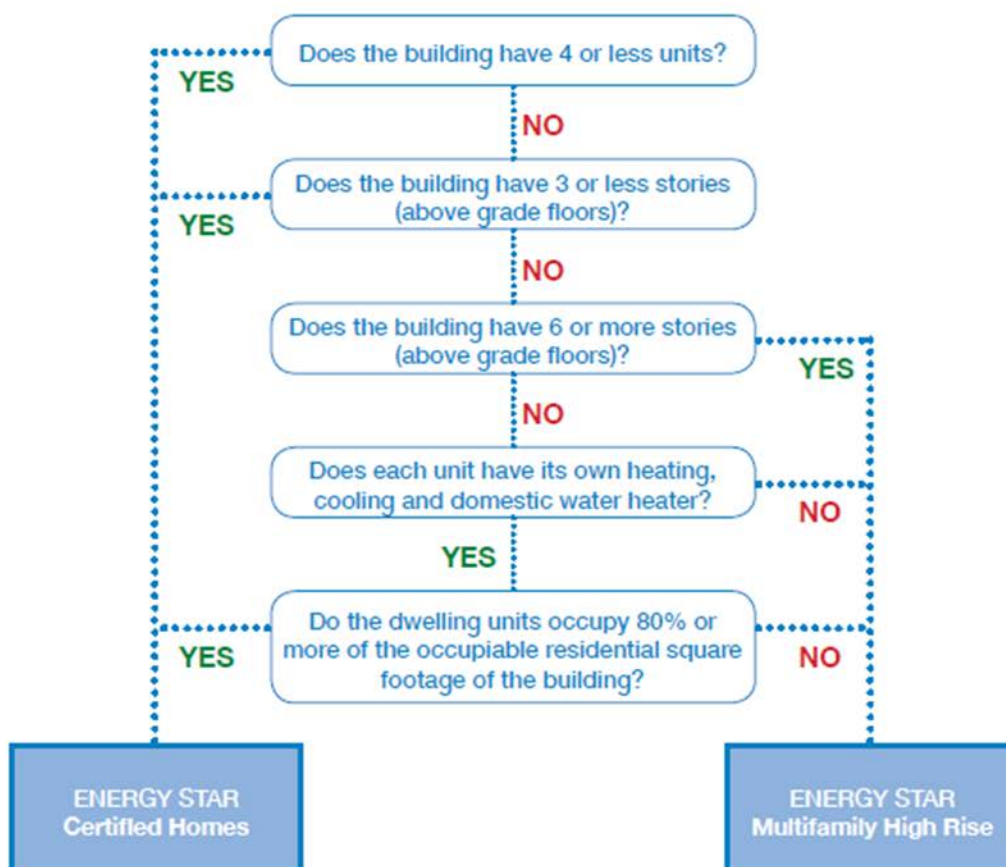 Does the building have 4 or less units?
YES
NO
Does the building have 3 or less stories
(above grade floors)?
YES
NO
Does the building have 6 or more stories
(above grade floors)?
YES
NO
Does each unit have its own heating,
cooling and domestic water heater?
NO
YES
Do the dwelling units occupy 80% or
more of the occupiable residential square
footage of the building?
YES
NO
ENERGY STAR
Certified Homes
ENERGY STAR
Multifamily High Rise